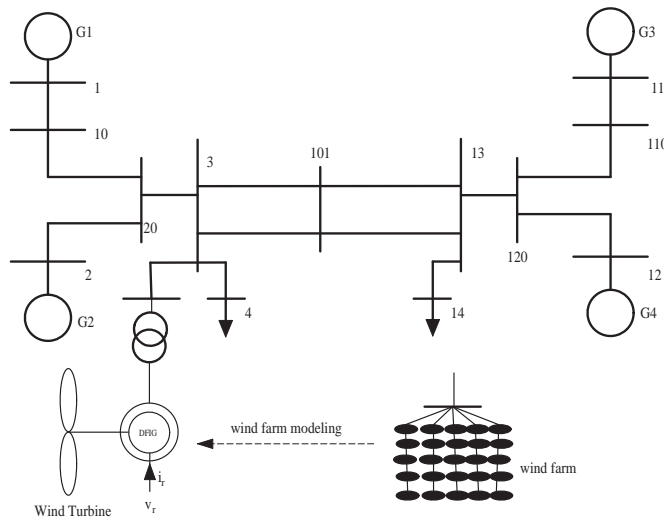 G1
G3
1
11
10
110
3
101
13
20
120
2
4
14
12
G2
G4
DFIG
wind farm modeling
wind farm
i_r
v_r
Wind Turbine